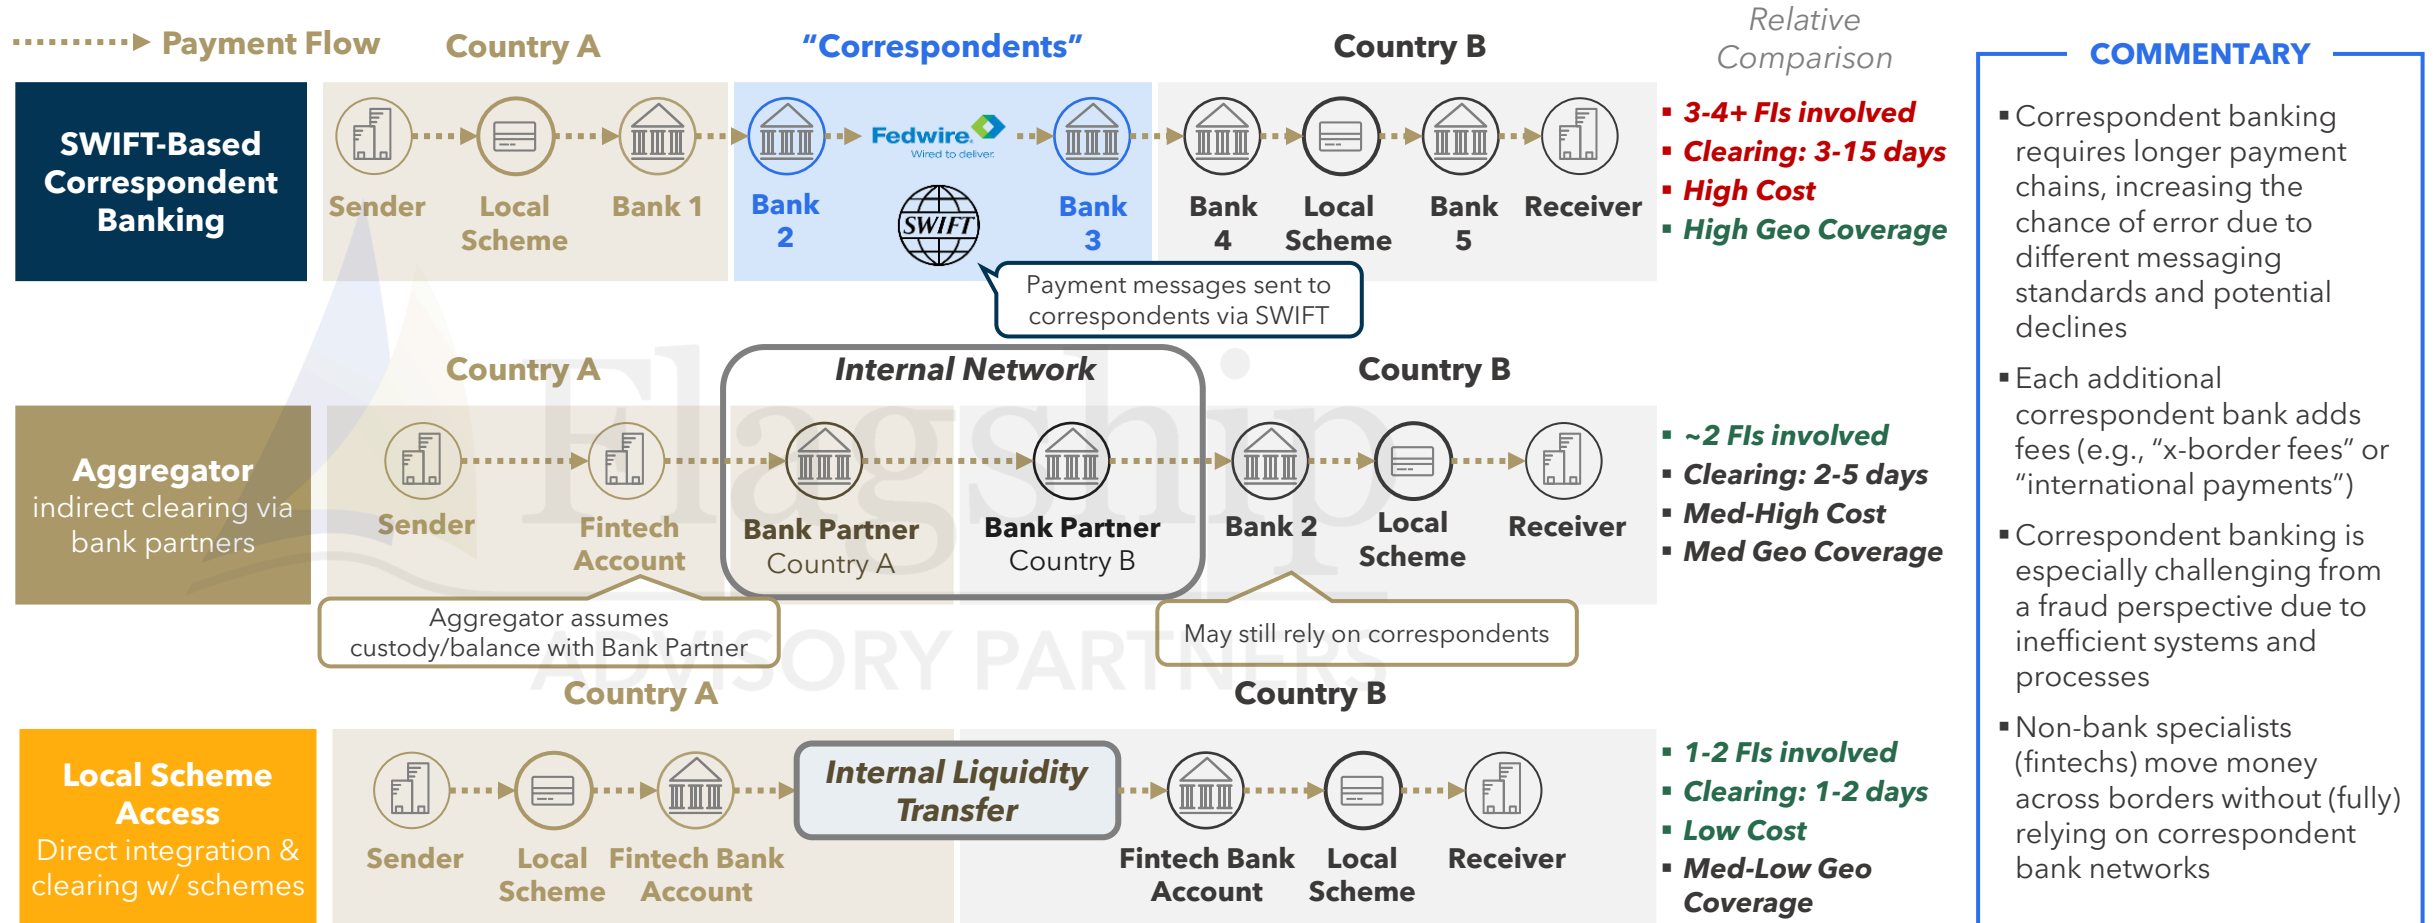 Payment Flow
Country A
“Correspondents”
Country B
Relative
Comparison
SWIFT-Based
Correspondent
Banking
Sender
Local
Scheme
Bank 1
Bank
2
Fedwire.
Wired to deliver.
SWIFT
Bank
3
Bank
4
Local
Scheme
Bank
5
Receiver
▪ 3-4+ FIs involved
▪ Clearing: 3-15 days
▪ High Cost
▪ High Geo Coverage
Payment messages sent to
correspondents via SWIFT
Country A
Internal Network
Country B
Aggregator
indirect clearing via
bank partners
Sender
Fintech
Account
Bank Partner
Country A
Bank Partner
Country B
Bank 2
Local
Scheme
Receiver
▪ ~2 FIs involved
▪ Clearing: 2-5 days
▪ Med-High Cost
▪ Med Geo Coverage
Aggregator assumes
custody/balance with Bank Partner
May still rely on correspondents
Flagship
ADVISORY PARTNERS
Country A
Country B
Local Scheme
Access
Direct integration &
clearing w/ schemes
Sender
Local
Scheme
Fintech Bank
Account
Internal Liquidity
Transfer
Fintech Bank
Account
Local
Scheme
Receiver
▪ 1-2 FIs involved
▪ Clearing: 1-2 days
▪ Low Cost
▪ Med-Low Geo
Coverage
COMMENTARY
▪ Correspondent banking
requires longer payment
chains, increasing the
chance of error due to
different messaging
standards and potential
declines
▪ Each additional
correspondent bank adds
fees (e.g., “x-border fees” or
“international payments”)
▪ Correspondent banking is
especially challenging from
a fraud perspective due to
inefficient systems and
processes
▪ Non-bank specialists
(fintechs) move money
across borders without (fully)
relying on correspondent
bank networks